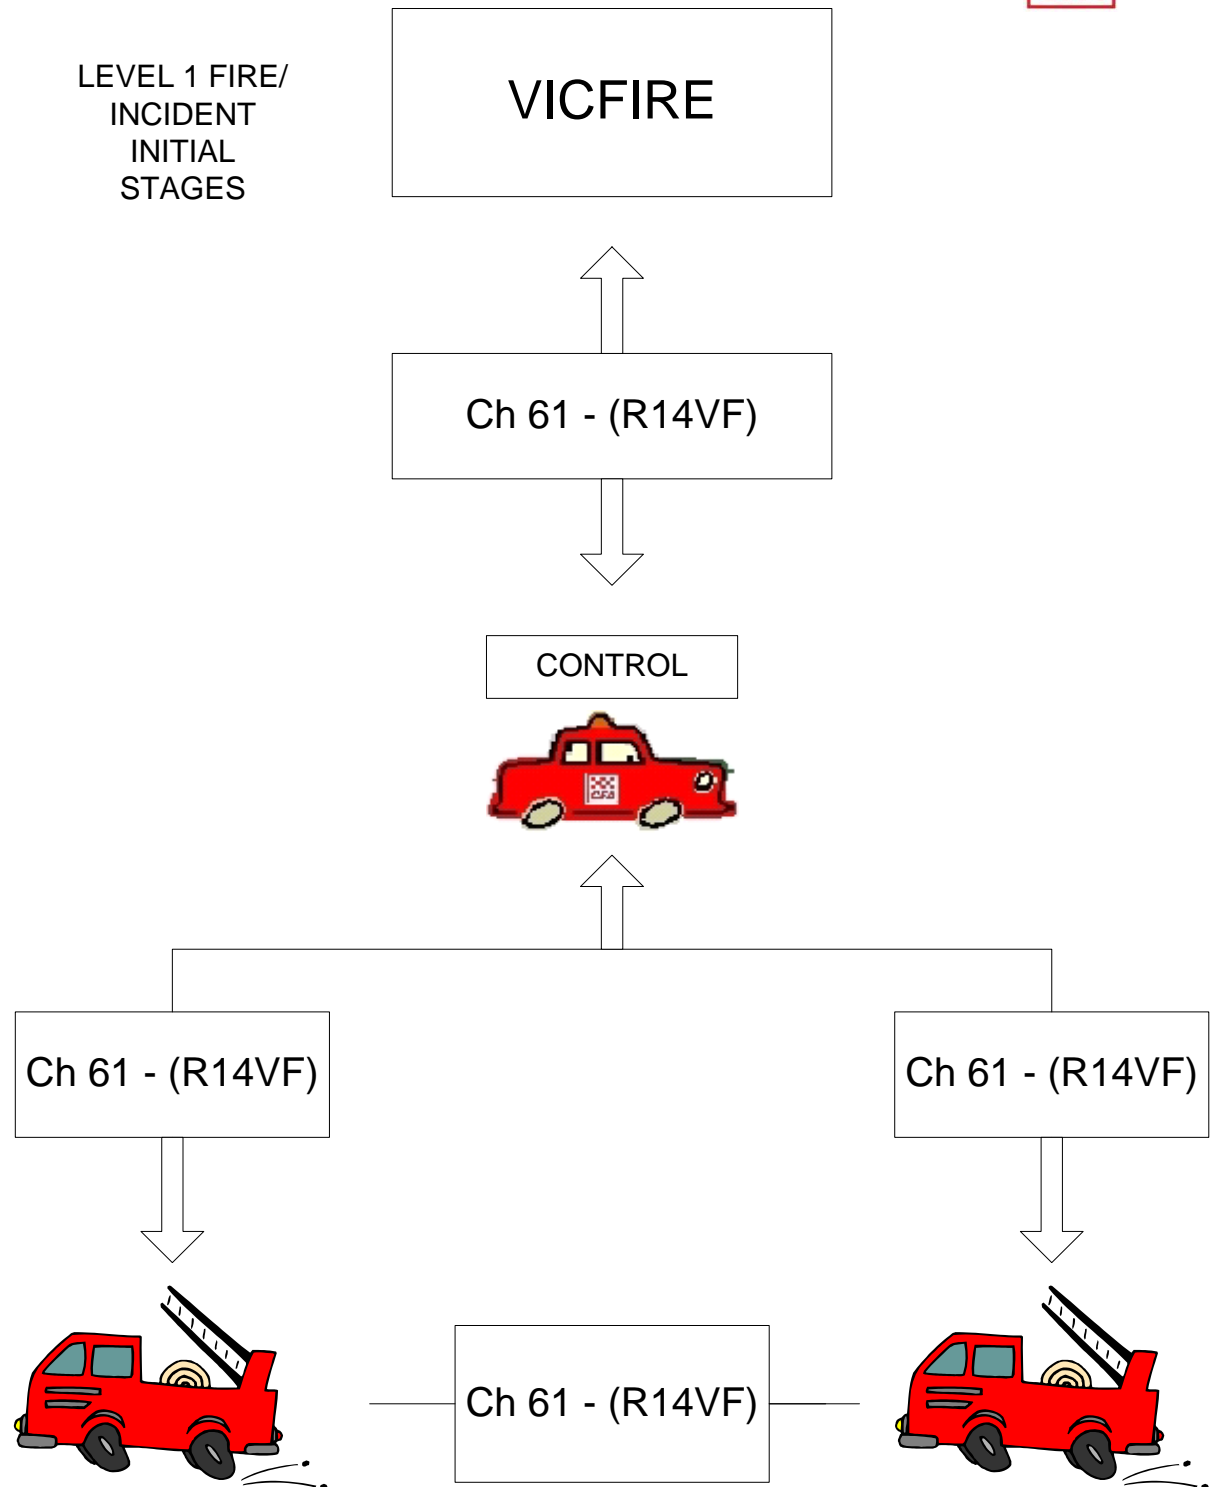 LEVEL 1 FIRE/
INCIDENT
INITIAL
STAGES
VICFIRE
Ch 61 - (R14VF)
CONTROL
CFA
Ch 61 - (R14VF)
Ch 61 - (R14VF)
Ch 61 - (R14VF)